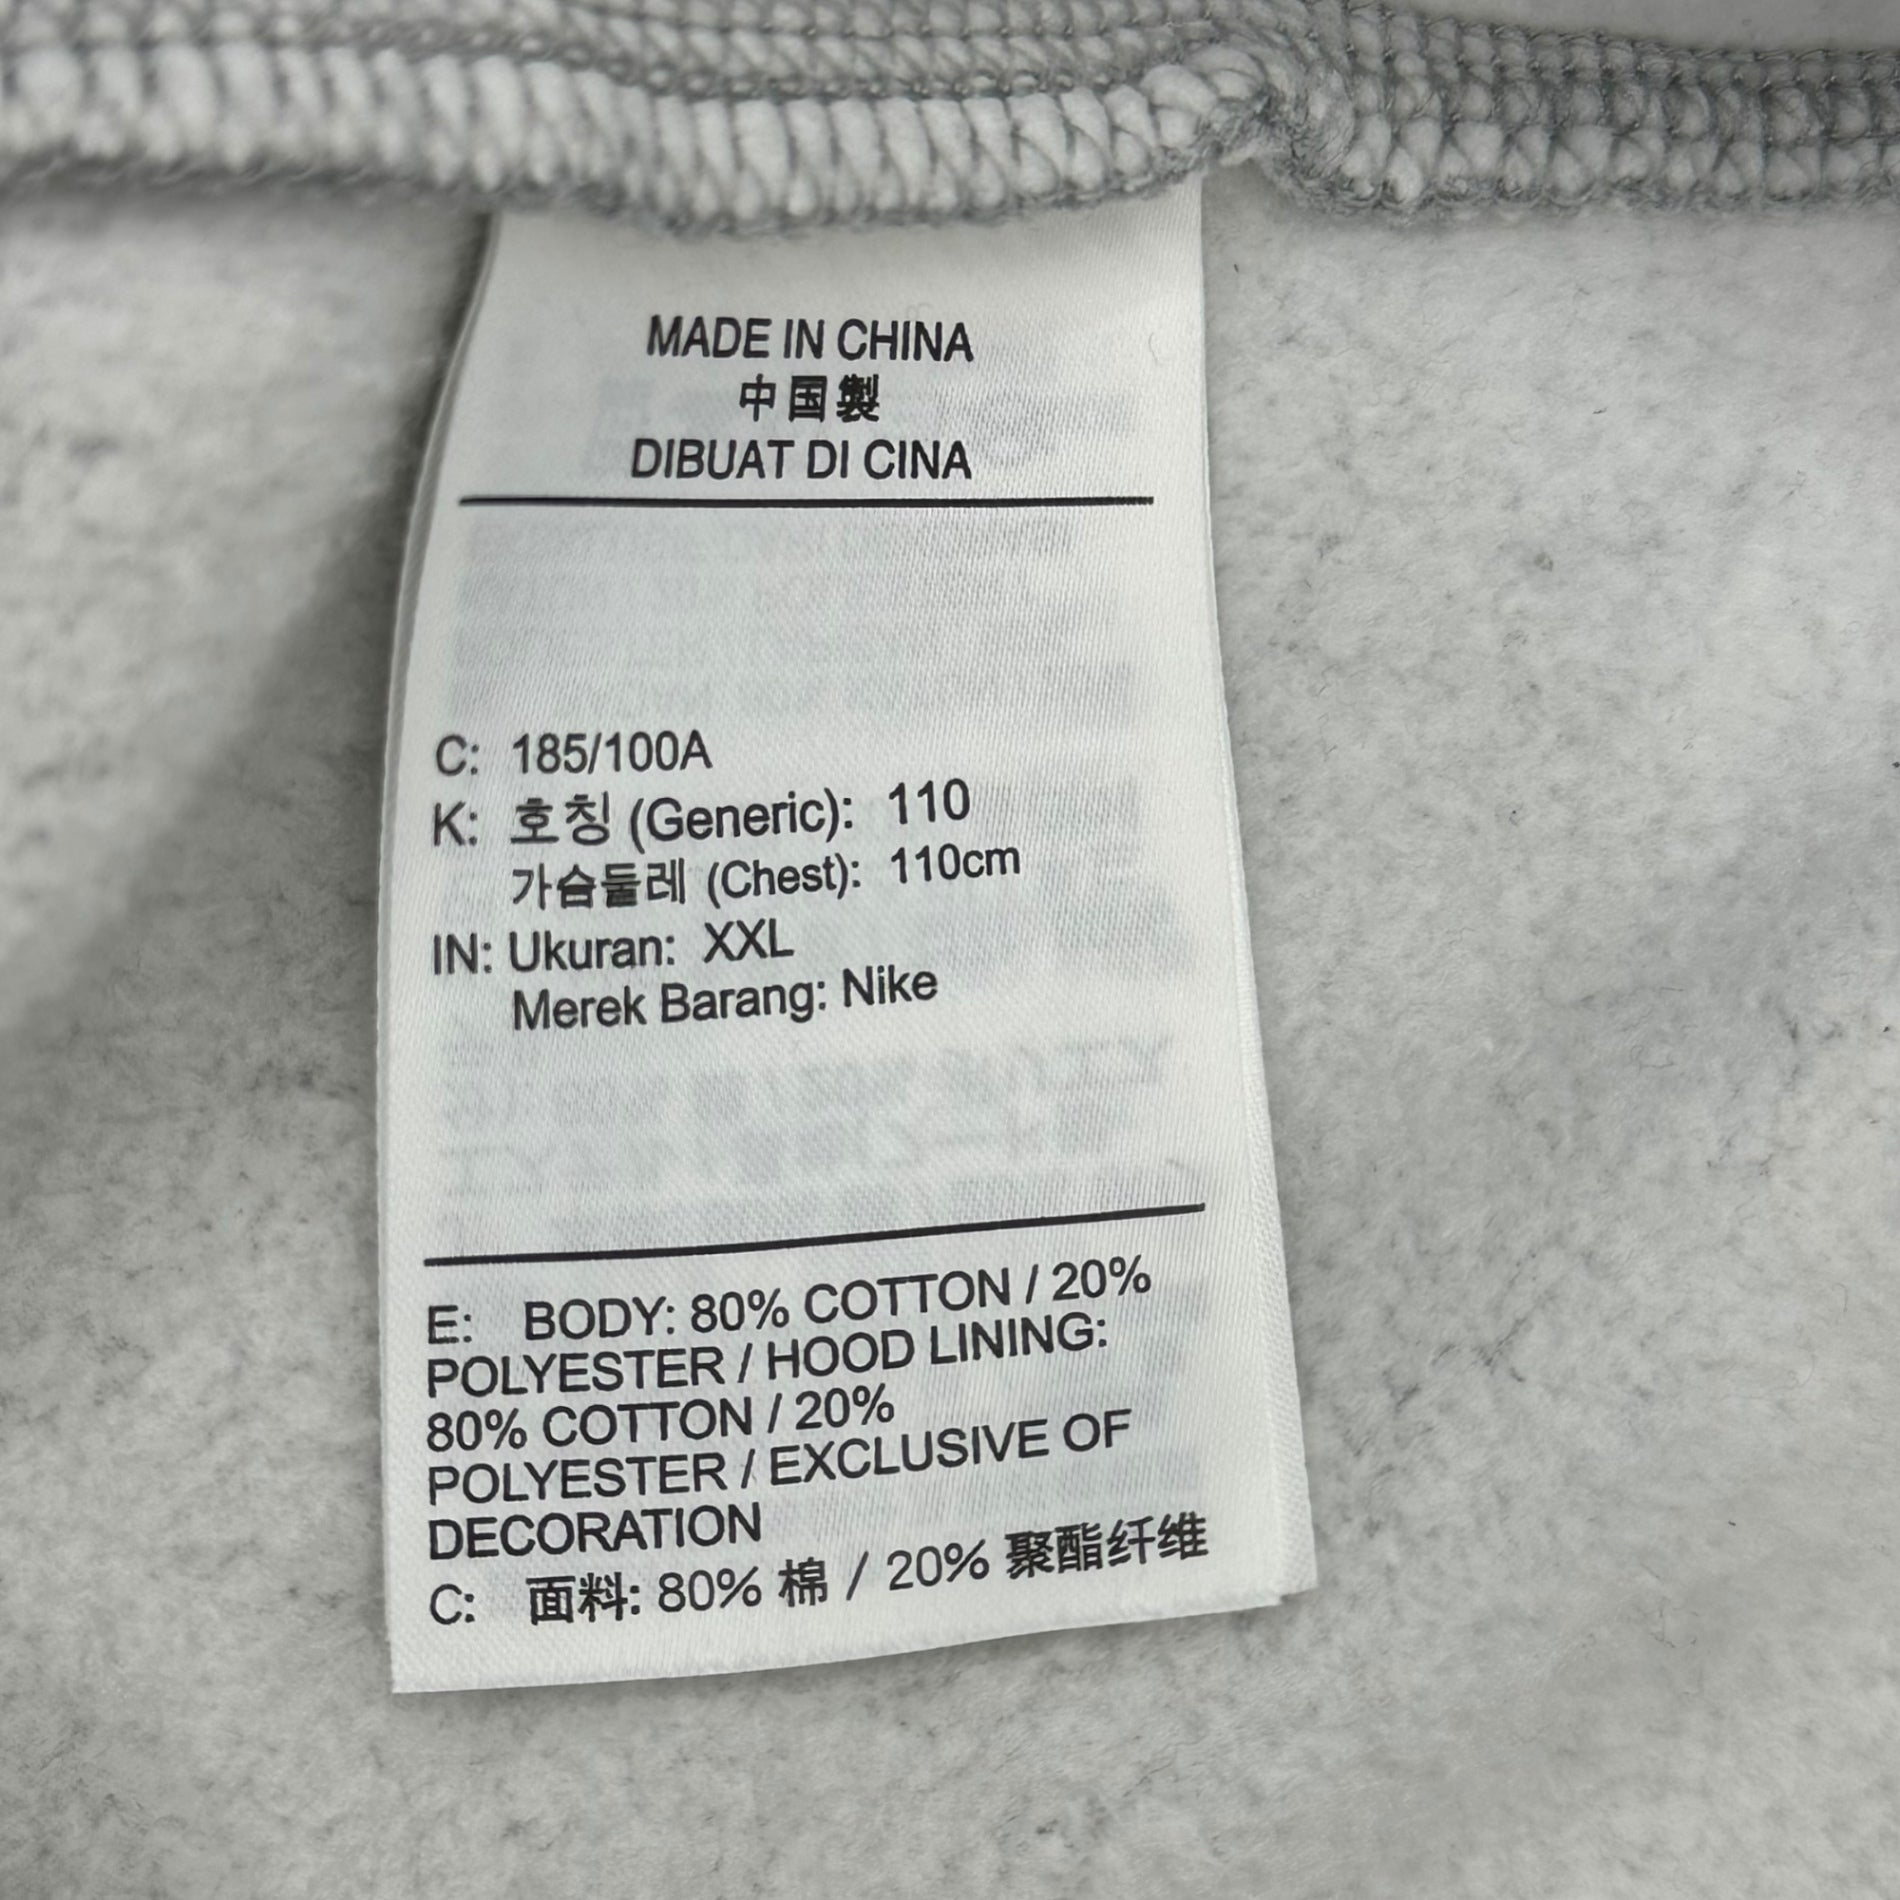 MADE IN CHINA
中国製
DIBUAT DI CINA
C: 185/100A
K: 호칭 (Generic): 110
가슴둘레 (Chest): 110cm
IN: Ukuran: XXL
Merek Barang: Nike
E: BODY: 80% COTTON / 20%
POLYESTER / HOOD LINING:
80% COTTON / 20%
POLYESTER / EXCLUSIVE OF
DECORATION
C: 面料: 80% 棉 / 20% 聚酯纤维